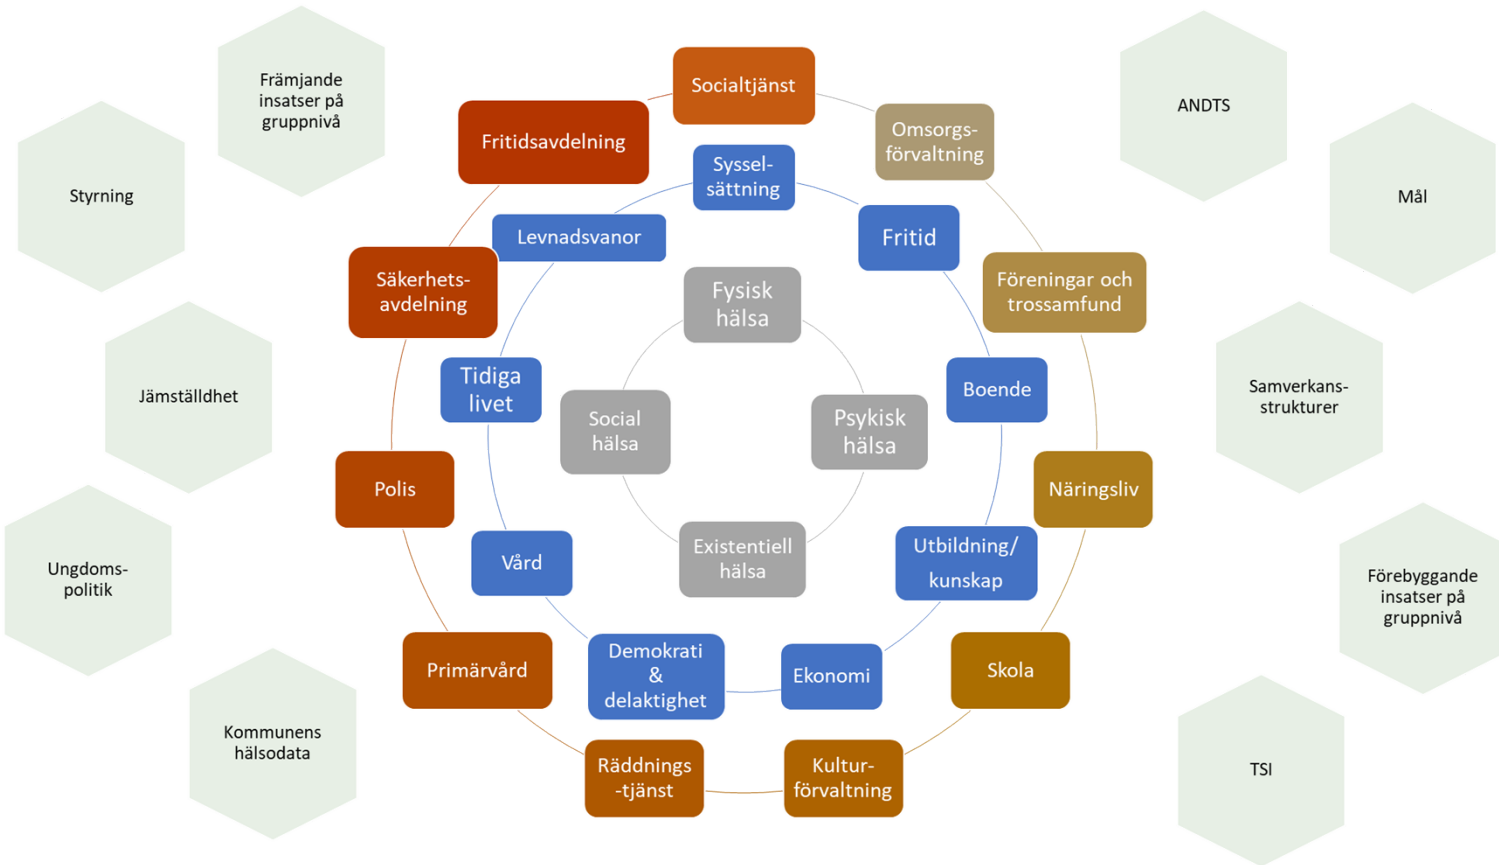 Främjande
insatser på
gruppnivå
Styrning
Jämställdhet
Ungdoms-
politik
Kommunens
hälsodata
Socialtjänst
Omsorgs-
förvaltning
Föreningar och
trossamfund
Näringsliv
Skola
Kultur-
förvaltning
Räddnings
-tjänst
Primärvård
Polis
Säkerhets-
avdelning
Fritidsavdelning
Syssel-
sättning
Fritid
Boende
Utbildning/
kunskap
Ekonomi
Demokrati
&
delaktighet
Vård
Tidiga
livet
Levnadsvanor
Fysisk
hälsa
Psykisk
hälsa
Existentiell
hälsa
Social
hälsa
ANDTS
Mål
Samverkans-
strukturer
Förebyggande
insatser på
gruppnivå
TSI